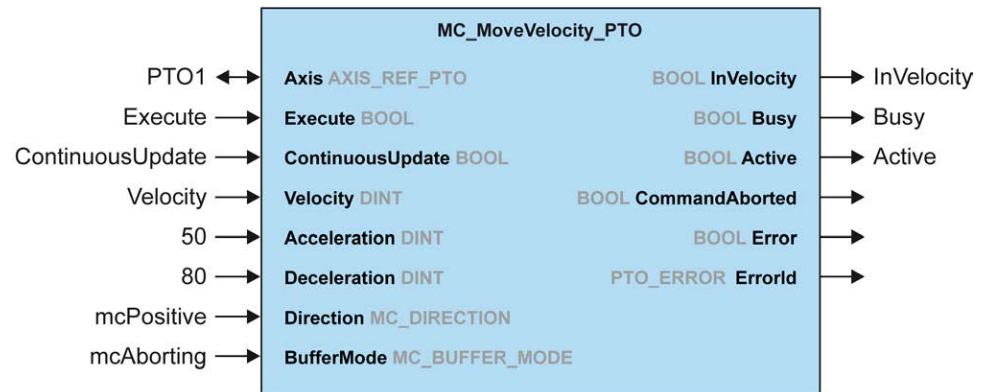 MC_MoveVelocity_PTO
PTO1 Axis AXIS_REF_PTO BOOL InVelocity InVelocity
Execute Execute BOOL BOOL Busy Busy
ContinuousUpdate ContinuousUpdate BOOL BOOL Active Active
Velocity Velocity DINT BOOL CommandAborted
50 Acceleration DINT BOOL Error
80 Deceleration DINT PTO_ERROR ErrorId
mcPositive Direction MC_DIRECTION
mcAborting BufferMode MC_BUFFER_MODE